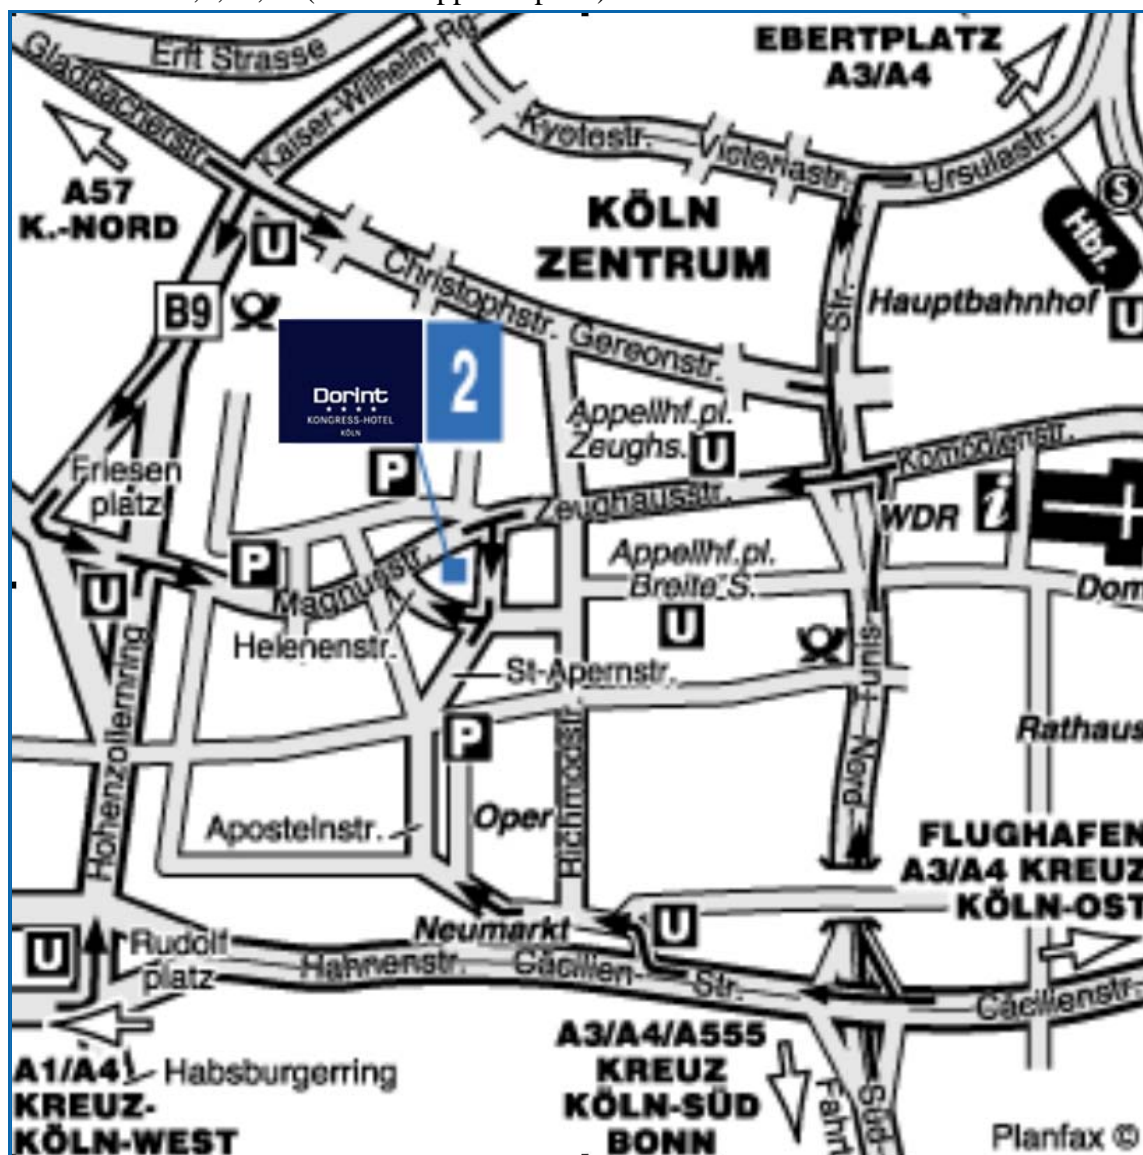 Erft Strasse
Kaiser-Wilhelm-Rg.
Gladbacherstr.
EBERTPLATZ
A3/A4
Kyotostr.
Victoriastr.
Ursulastr.
A57
K.-NORD
KÖLN
ZENTRUM
S
Hbf.
U
Christophstr.
Str.
Hauptbahnhof
U
B9
Gereonstr.
Dorint
KONGRESS-HOTEL
KÖLN
2
Appellhf.pl.
Zeughs.
U
Komödienstr.
P
Friesen
platz
Zeughausstr.
WDR
i
P
Magnusstr.
Appellhf.pl.
Breite S.
Dom
U
U
Helenenstr.
St-Apernstr.
Tunis-
Hohenzollernring
P
Richmodstr.
Nord
Rathaus
Apostelnstr.
Oper
FLUGHAFEN
A3/A4 KREUZ
KÖLN-OST
Neumarkt
U
U
Rudolf
platz
Hahnenstr.
Cäcilien-
Str.
Cäcilienstr.
A3/A4/A555
KREUZ
KÖLN-SÜD
BONN
Süd-
Fahrt
A1/A4
KREUZ-
KÖLN-WEST
Habsburgerring
Planfax ©